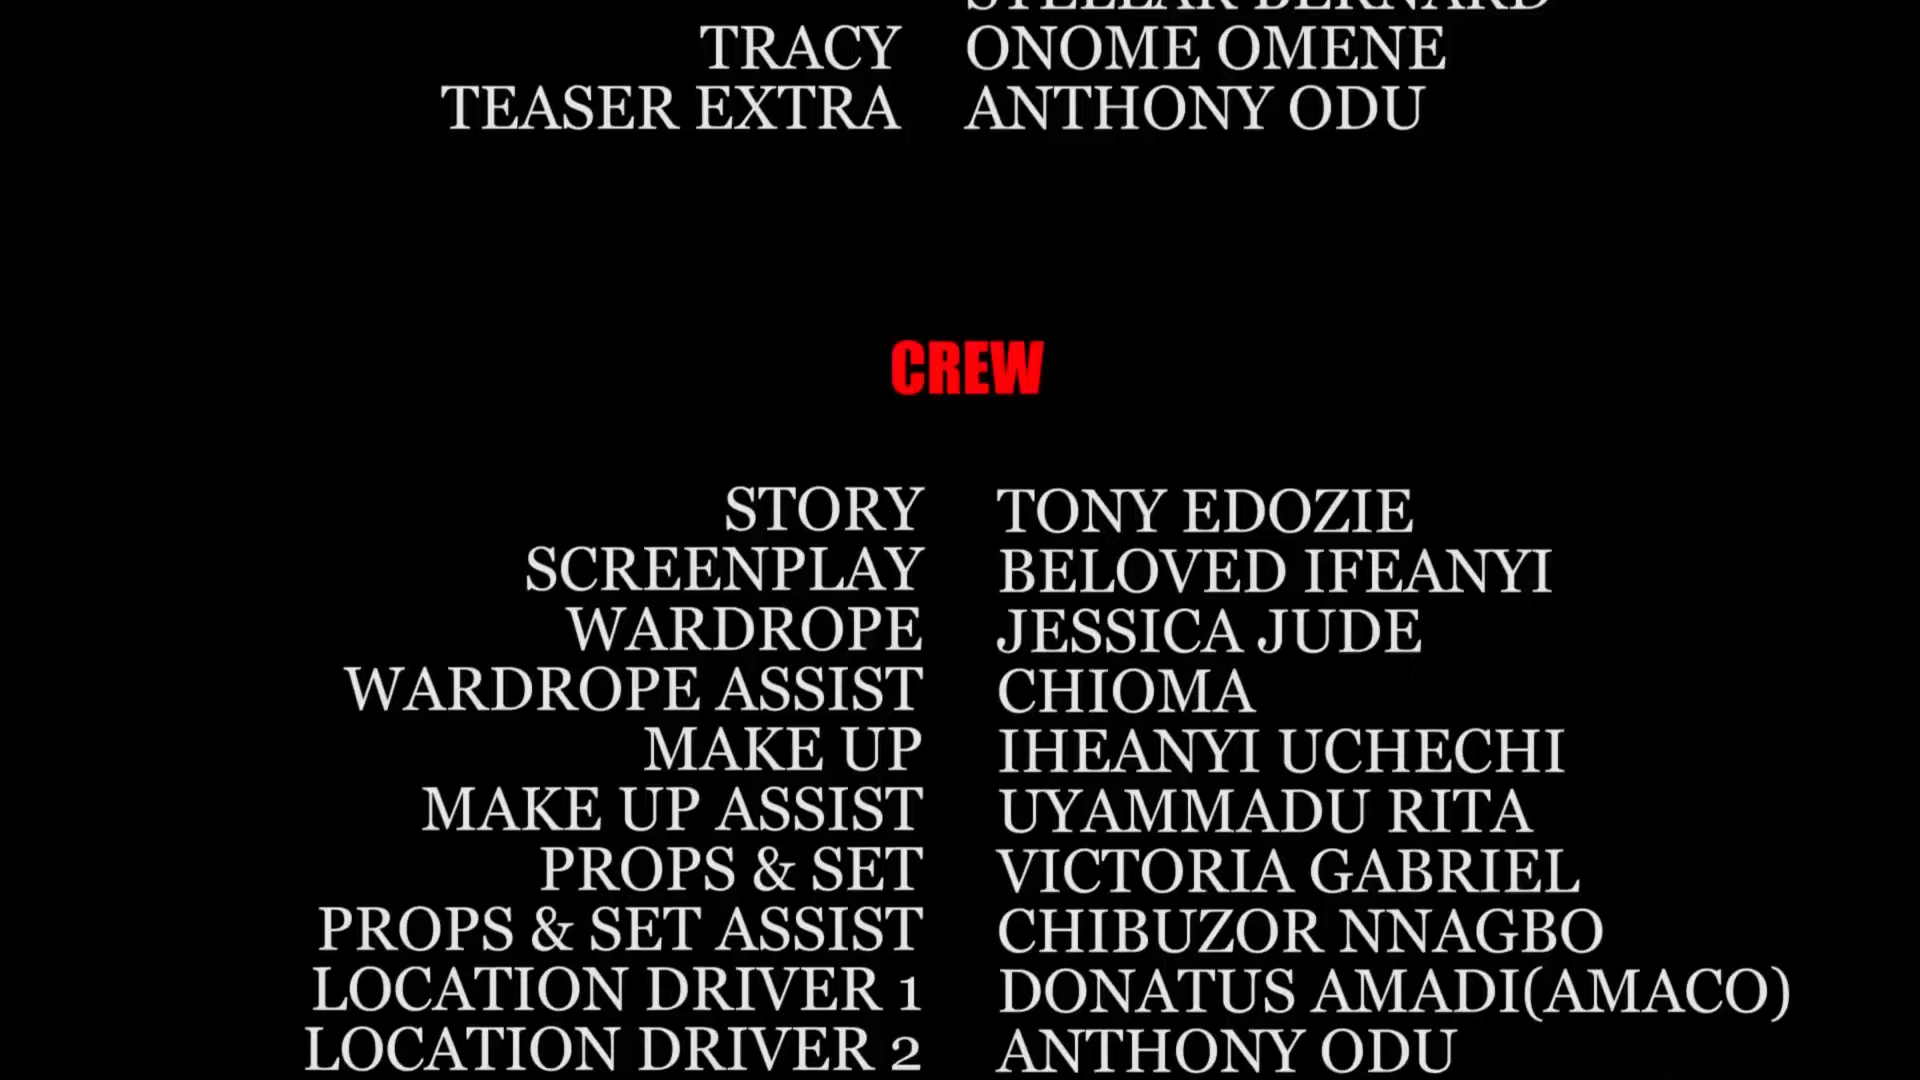 STELLAR BERNARD
TRACY ONOME OMENE
TEASER EXTRA ANTHONY ODU
CREW
STORY TONY EDOZIE
SCREENPLAY BELOVED IFEANYI
WARDROPE JESSICA JUDE
WARDROPE ASSIST CHIOMA
MAKE UP IHEANYI UCHECHI
MAKE UP ASSIST UYAMMADU RITA
PROPS & SET VICTORIA GABRIEL
PROPS & SET ASSIST CHIBUZOR NNAGBO
LOCATION DRIVER 1 DONATUS AMADI(AMACO)
LOCATION DRIVER 2 ANTHONY ODU